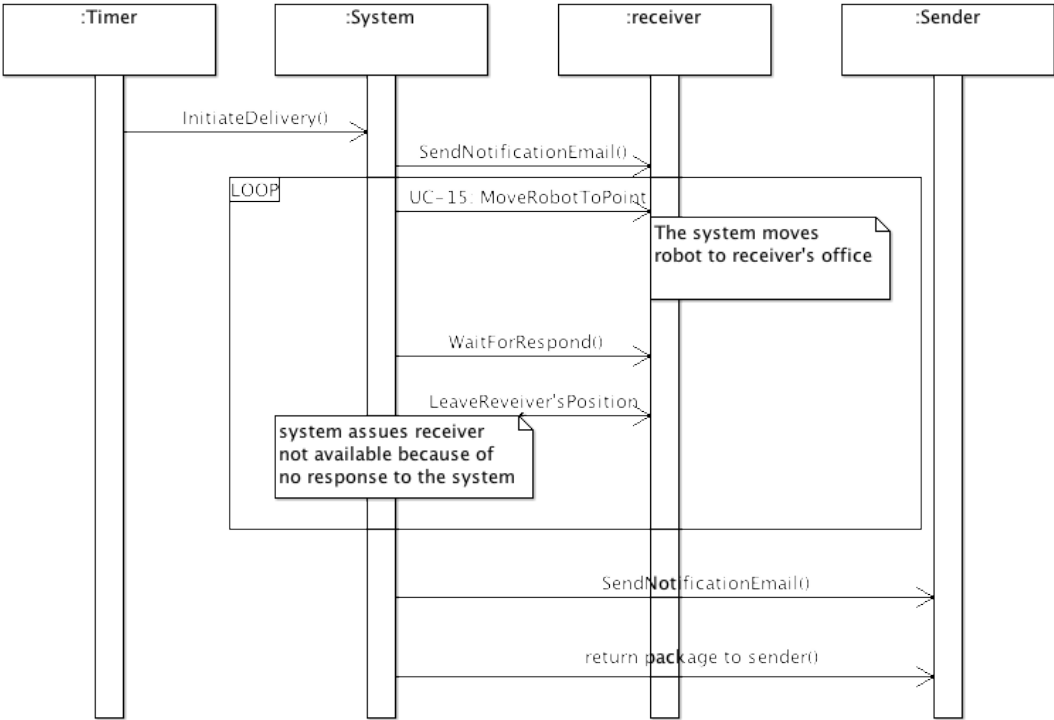 :Timer
:System
:receiver
:Sender
InitiateDelivery()
SendNotificationEmail()
LOOP
UC-15: MoveRobotToPoint
The system moves
robot to receiver's office
WaitForRespond()
LeaveReveiver'sPosition
system assues receiver
not available because of
no response to the system
SendNotificationEmail()
return package to sender()